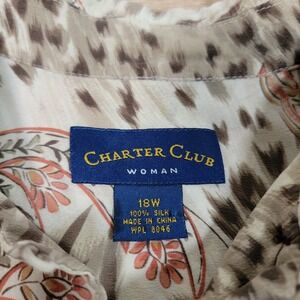 CHARTER CLUB
WOMAN
18W
100% SILK
MADE IN CHINA
WPL 8046